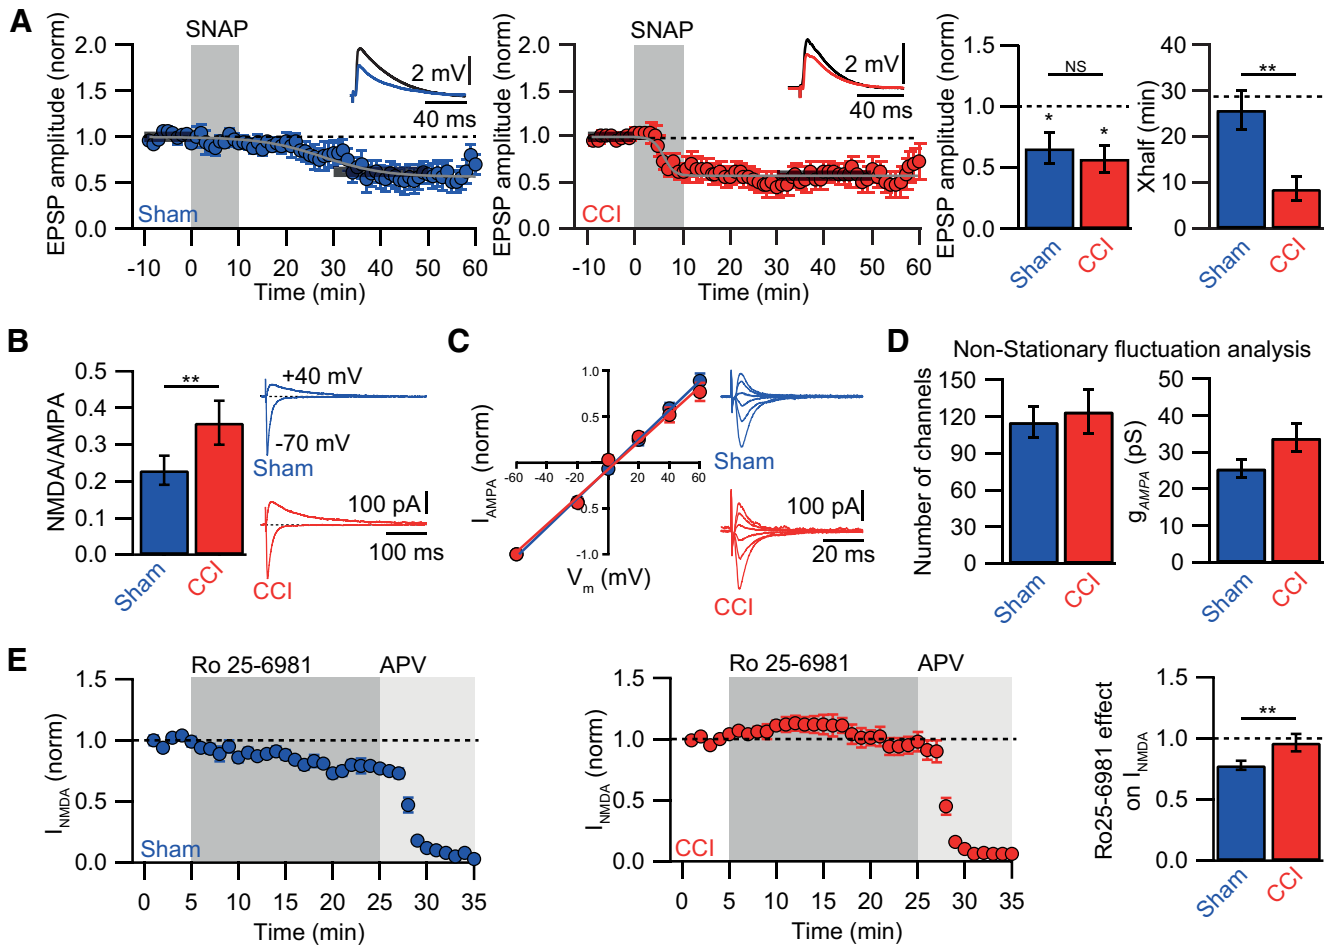 A
SNAP
EPSP amplitude (norm)
2.0
1.5
1.0
0.5
0.0
2 mV
40 ms
Sham
-10 0 10 20 30 40 50 60
Time (min)
SNAP
EPSP amplitude (norm)
2.0
1.5
1.0
0.5
0.0
2 mV
40 ms
CCI
-10 0 10 20 30 40 50 60
Time (min)
EPSP amplitude (norm)
1.5
1.0
0.5
0.0
NS
* *
Sham CCI
Xhalf (min)
40
30
20
10
0
**
Sham CCI
B
NMDA/AMPA
0.5
0.4
0.3
0.2
0.1
0.0
**
Sham CCI
+40 mV
-70 mV
Sham
100 pA
100 ms
CCI
C
I AMPA (norm)
1.0
0.5
-60 -40 -20 0 20 40 60
-0.5
-1.0
Vm (mV)
Sham
100 pA
20 ms
CCI
D
Non-Stationary fluctuation analysis
Number of channels
150
120
90
60
30
0
Sham CCI
gAMPA (pS)
50
40
30
20
10
0
Sham CCI
E
Ro 25-6981 APV
INMDA (norm)
1.5
1.0
0.5
0.0
Sham
0 5 10 15 20 25 30 35
Time (min)
Ro 25-6981 APV
INMDA (norm)
1.5
1.0
0.5
0.0
CCI
0 5 10 15 20 25 30 35
Time (min)
Ro25-6981 effect
on INMDA
1.5
1.0
0.5
0.0
**
Sham CCI